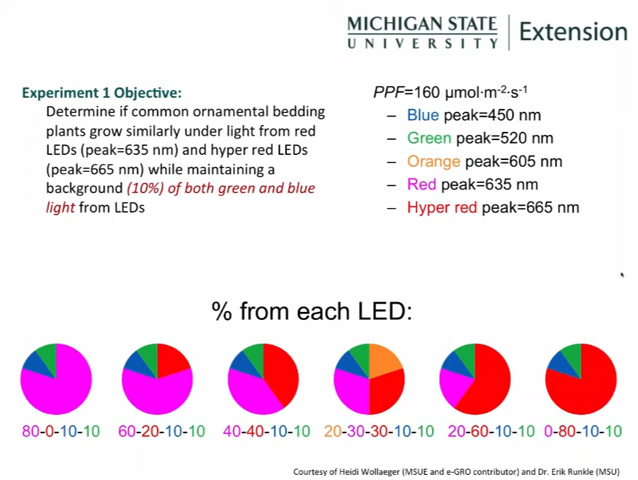 MICHIGAN STATE
UNIVERSITY
Extension
Experiment 1 Objective:
Determine if common ornamental bedding
plants grow similarly under light from red
LEDs (peak=635 nm) and hyper red LEDs
(peak=665 nm) while maintaining a
background (10%) of both green and blue
light from LEDs
PPF=160 µmol·m⁻²·s⁻¹
– Blue peak=450 nm
– Green peak=520 nm
– Orange peak=605 nm
– Red peak=635 nm
– Hyper red peak=665 nm
% from each LED:
80-0-10-10
60-20-10-10
40-40-10-10
20-30-30-10-10
20-60-10-10
0-80-10-10
Courtesy of Heidi Wollaeger (MSUE and e-GRO contributor) and Dr. Erik Runkle (MSU)